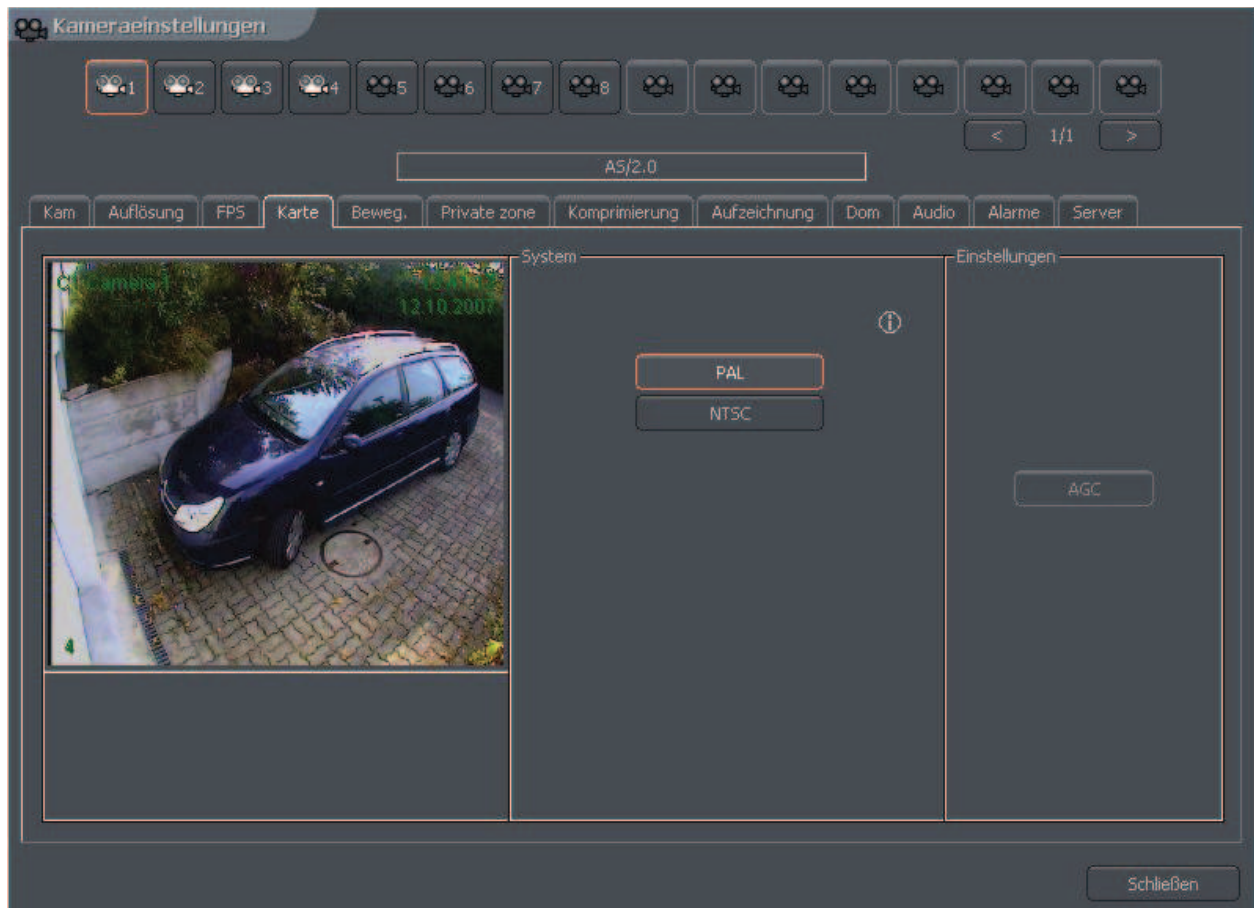 Kameraeinstellungen
1 2 3 4 5 6 7 8
< 1/1 >
AS/2.0
Kam Auflösung FPS Karte Beweg. Private zone Komprimierung Aufzeichnung Dom Audio Alarme Server
System
Einstellungen
12.10.2007
PAL
NTSC
AGC
4
Schließen